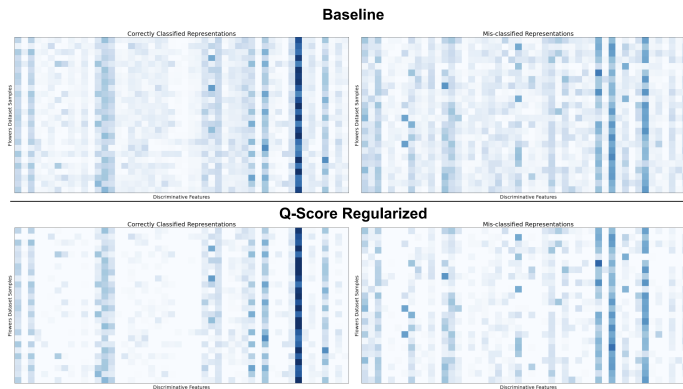 Baseline
Correctly Classified Representations
Mis-classified Representations
Flowers Dataset Samples
Flowers Dataset Samples
Discriminative Features
Discriminative Features
Q-Score Regularized
Correctly Classified Representations
Mis-classified Representations
Flowers Dataset Samples
Flowers Dataset Samples
Discriminative Features
Discriminative Features